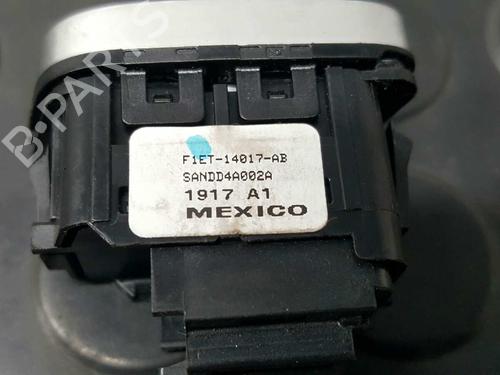 F1ET-14017-AB
SANDD4A002A
1917 A1
MEXICO
B-PARTS